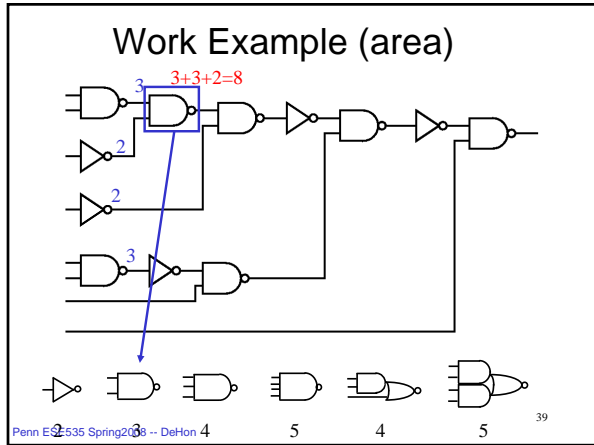 Work Example (area)
3 3+3+2=8
2
2
3
39
2 3 4 5 4 5
Penn ESE535 Spring2008 -- DeHon